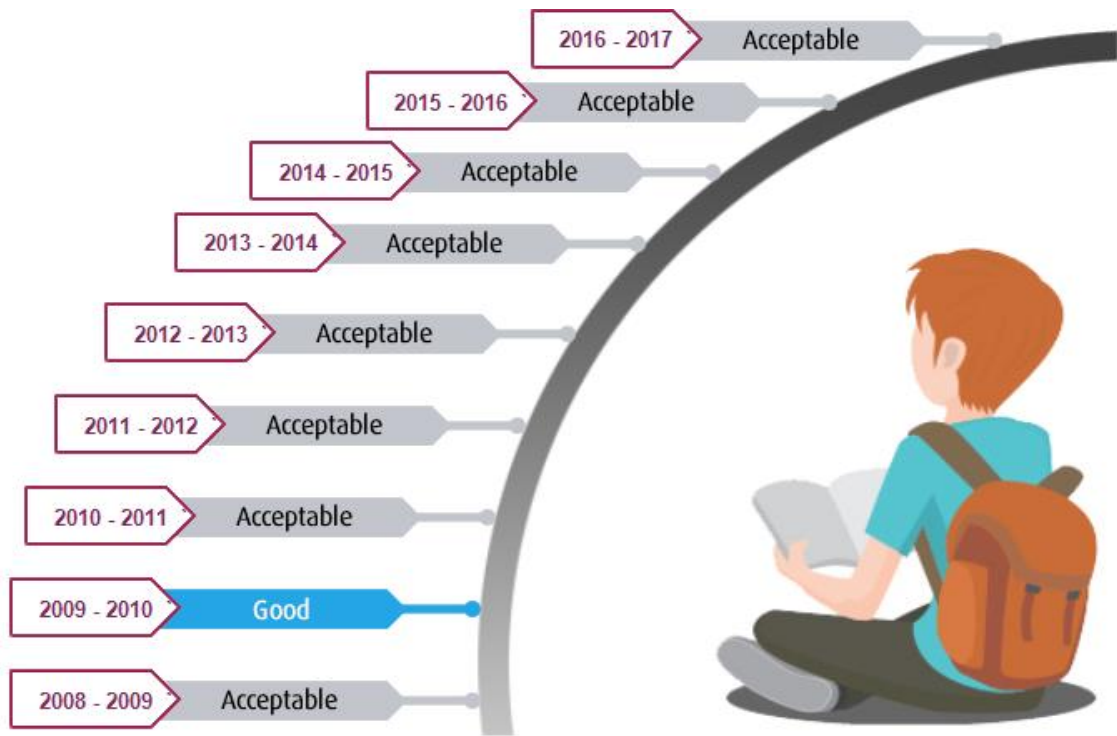 2016 - 2017 Acceptable
2015 - 2016 Acceptable
2014 - 2015 Acceptable
2013 - 2014 Acceptable
2012 - 2013 Acceptable
2011 - 2012 Acceptable
2010 - 2011 Acceptable
2009 - 2010 Good
2008 - 2009 Acceptable